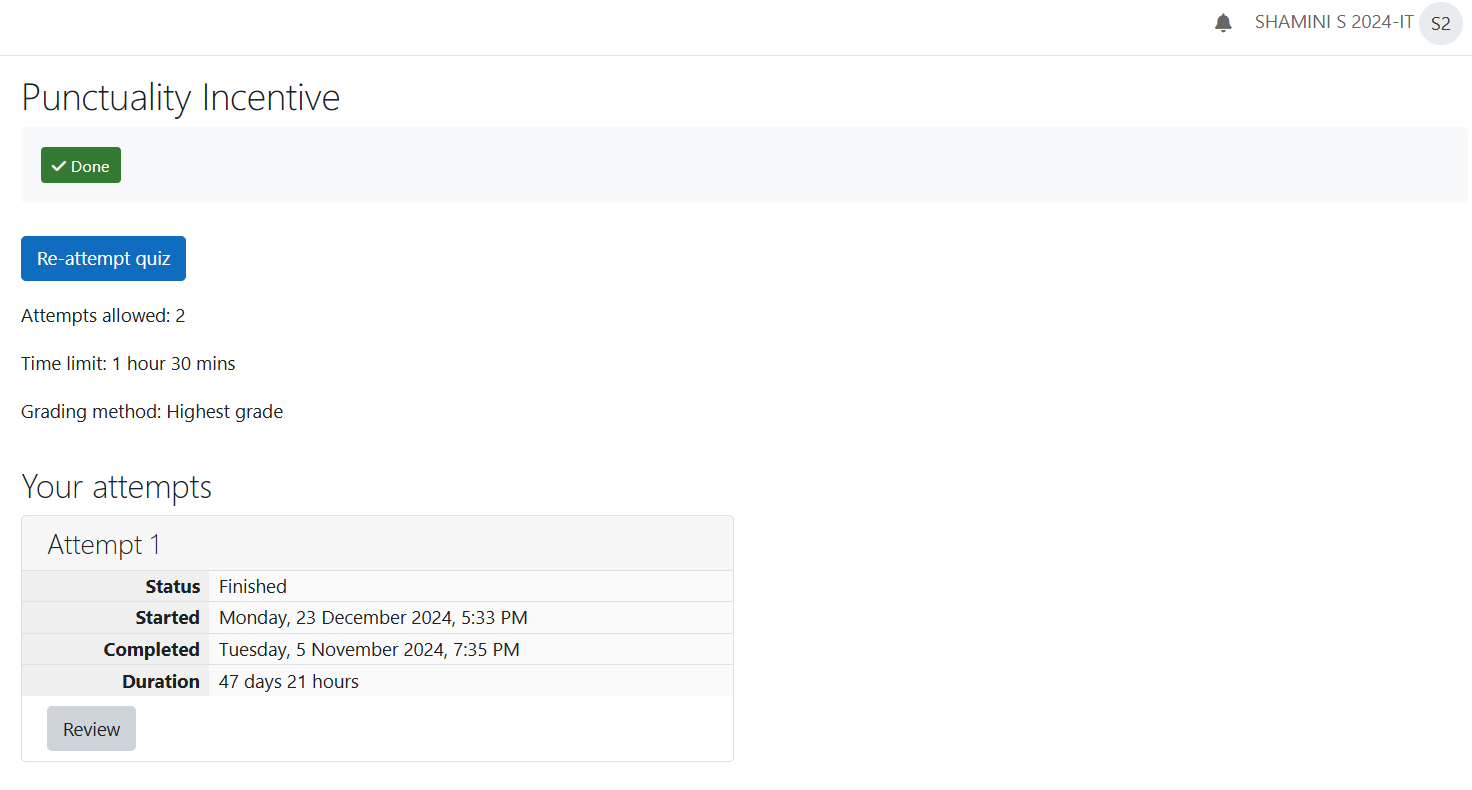 SHAMINI S 2024-IT S2
Punctuality Incentive
Done
Re-attempt quiz
Attempts allowed: 2
Time limit: 1 hour 30 mins
Grading method: Highest grade
Your attempts
Attempt 1
Status Finished
Started Monday, 23 December 2024, 5:33 PM
Completed Tuesday, 5 November 2024, 7:35 PM
Duration 47 days 21 hours
Review